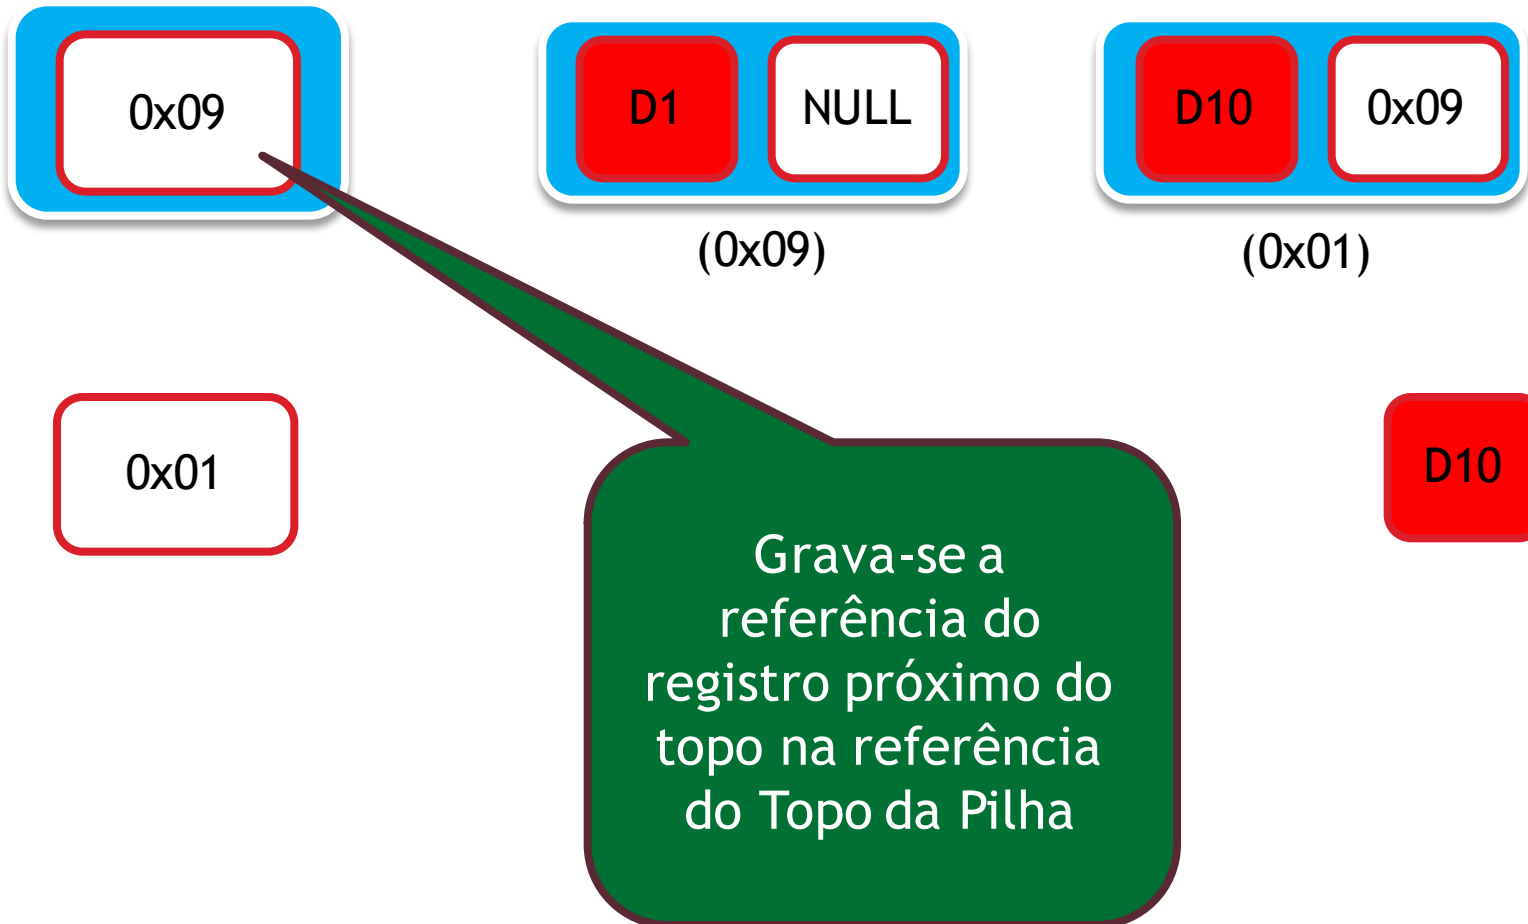 0x09
D1
NULL
D10
0x09
(0x09)
(0x01)
0x01
D10
Grava-se a
referência do
registro próximo do
topo na referência
do Topo da Pilha